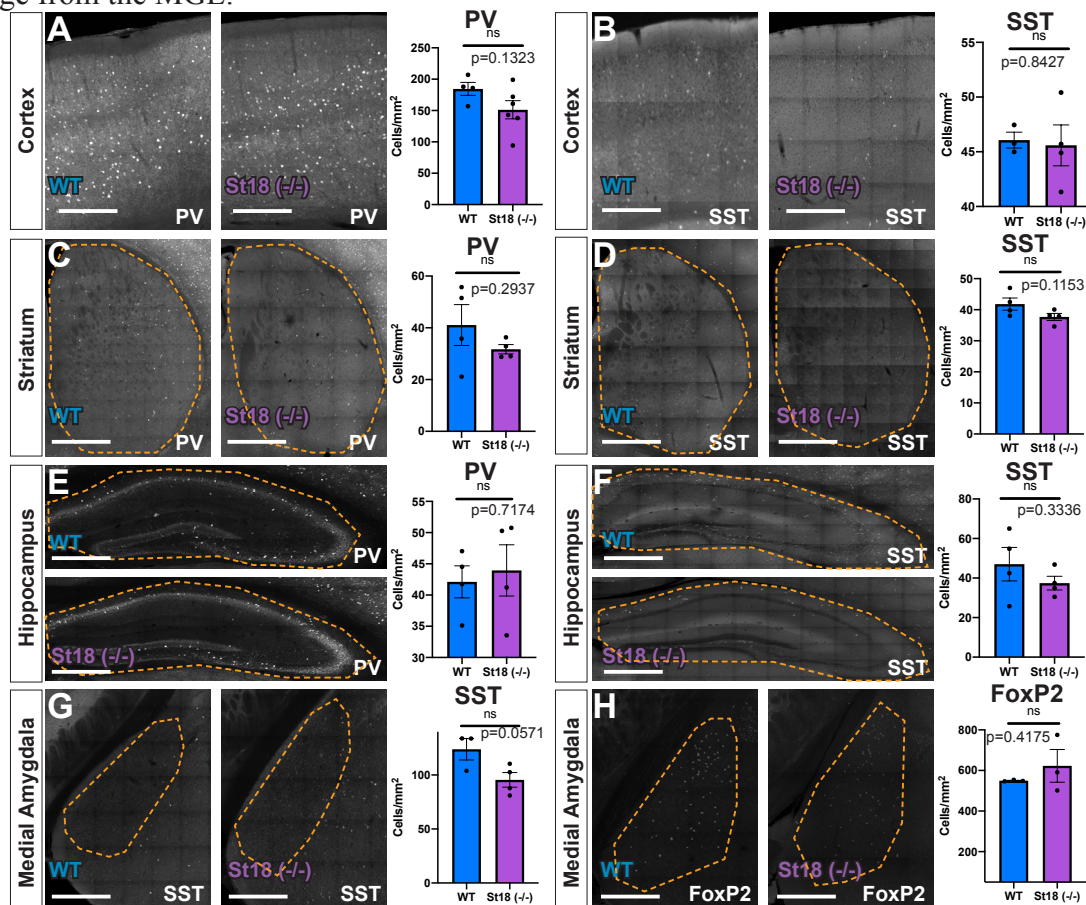 ge from the MGE.
Cortex
A
WT
PV
St18 (-/-)
PV
PV
ns
p=0.1323
Cells/mm²
250
200
150
100
50
0
WT
St18 (-/-)
Cortex
B
WT
SST
St18 (-/-)
SST
SST
ns
p=0.8427
Cells/mm²
55
50
45
40
WT
St18 (-/-)
Striatum
C
WT
PV
St18 (-/-)
PV
PV
ns
p=0.2937
Cells/mm²
60
40
20
0
WT
St18 (-/-)
Striatum
D
WT
SST
St18 (-/-)
SST
SST
ns
p=0.1153
Cells/mm²
50
40
30
20
10
0
WT
St18 (-/-)
Hippocampus
E
WT
PV
St18 (-/-)
PV
PV
ns
p=0.7174
Cells/mm²
55
50
45
40
35
30
WT
St18 (-/-)
Hippocampus
F
WT
SST
St18 (-/-)
SST
SST
ns
p=0.3336
Cells/mm²
80
60
40
20
0
WT
St18 (-/-)
Medial Amygdala
G
WT
SST
St18 (-/-)
SST
SST
ns
p=0.0571
Cells/mm²
100
50
0
WT
St18 (-/-)
Medial Amygdala
H
WT
FoxP2
St18 (-/-)
FoxP2
FoxP2
ns
p=0.4175
Cells/mm²
800
600
400
200
WT
St18 (-/-)